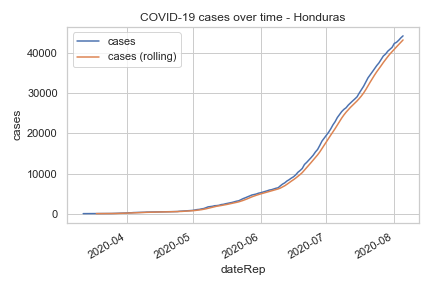 COVID-19 cases over time - Honduras
cases
cases (rolling)
cases
40000
30000
20000
10000
0
2020-04
2020-05
2020-06
2020-07
2020-08
dateRep